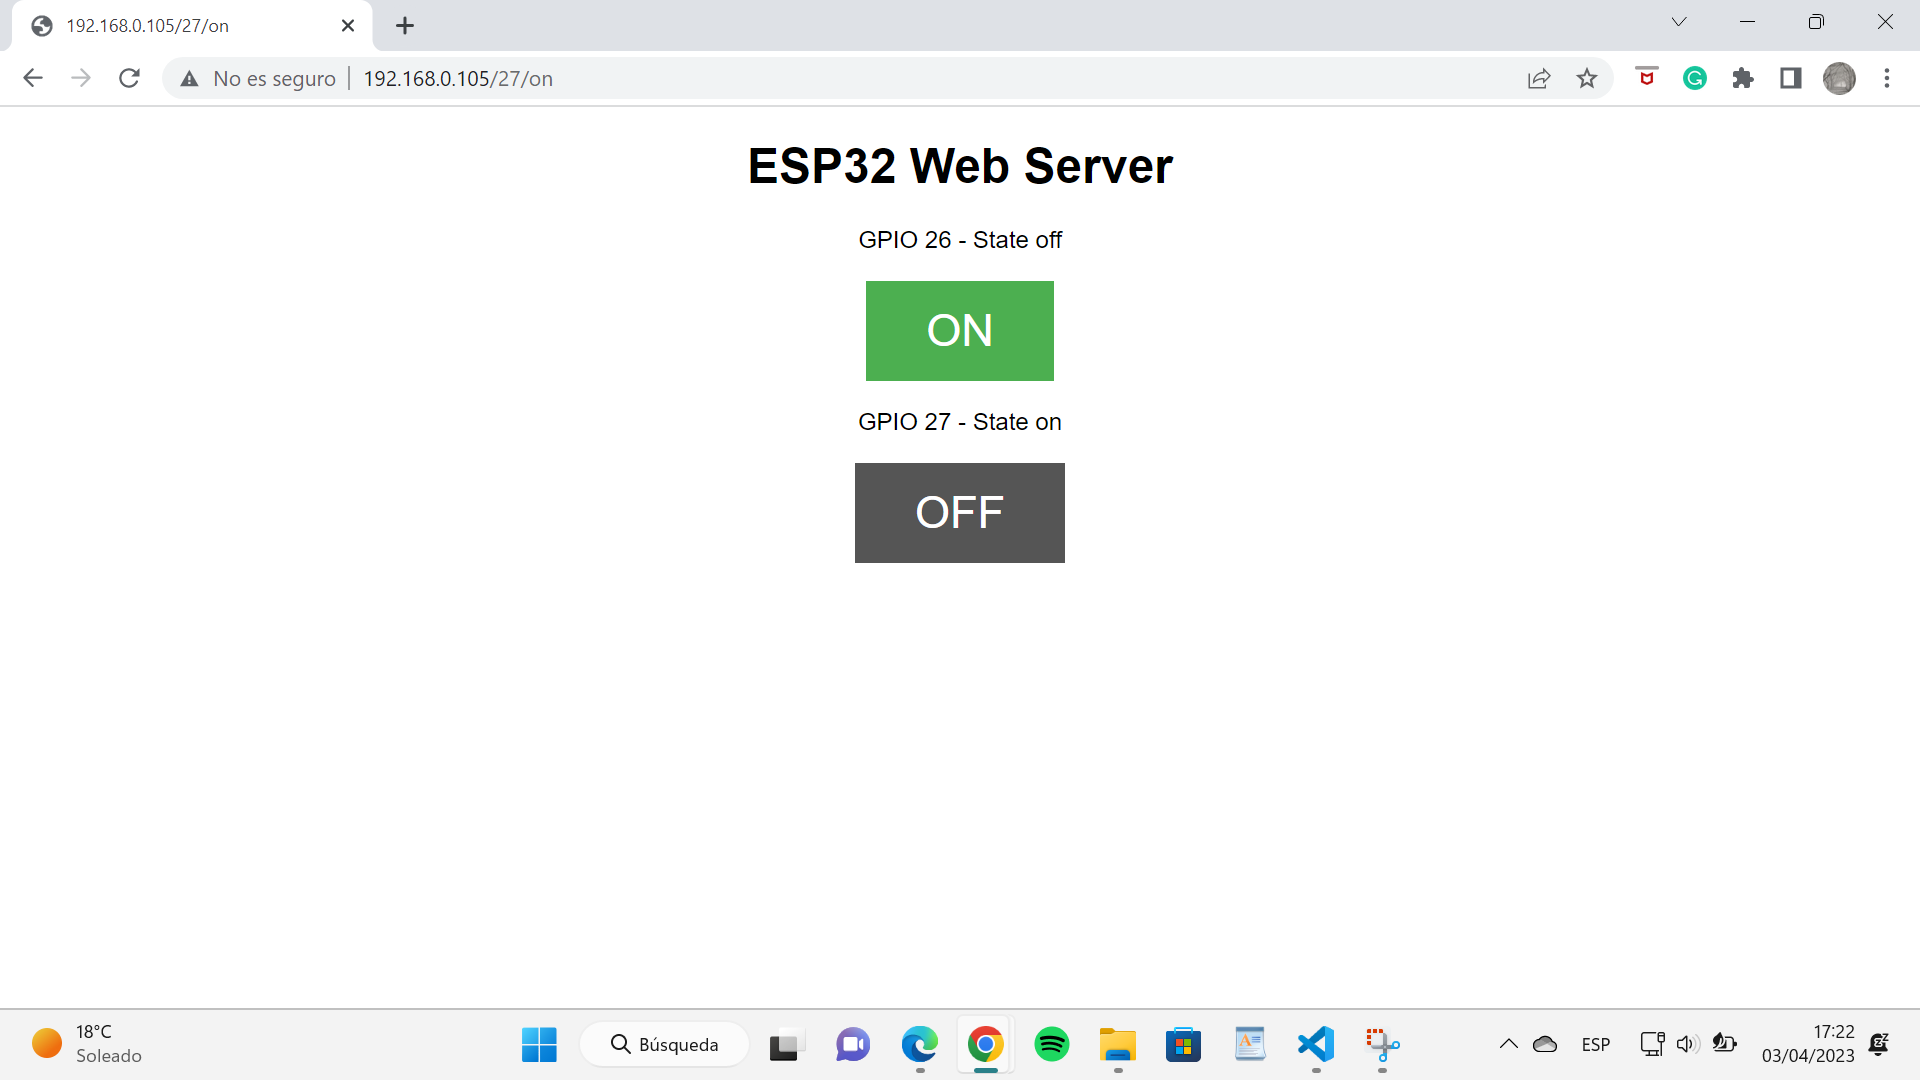 192.168.0.105/27/on
No es seguro
192.168.0.105/27/on
ESP32 Web Server
GPIO 26 - State off
ON
GPIO 27 - State on
OFF
18°C
Soleado
Búsqueda
ESP
17:22
03/04/2023